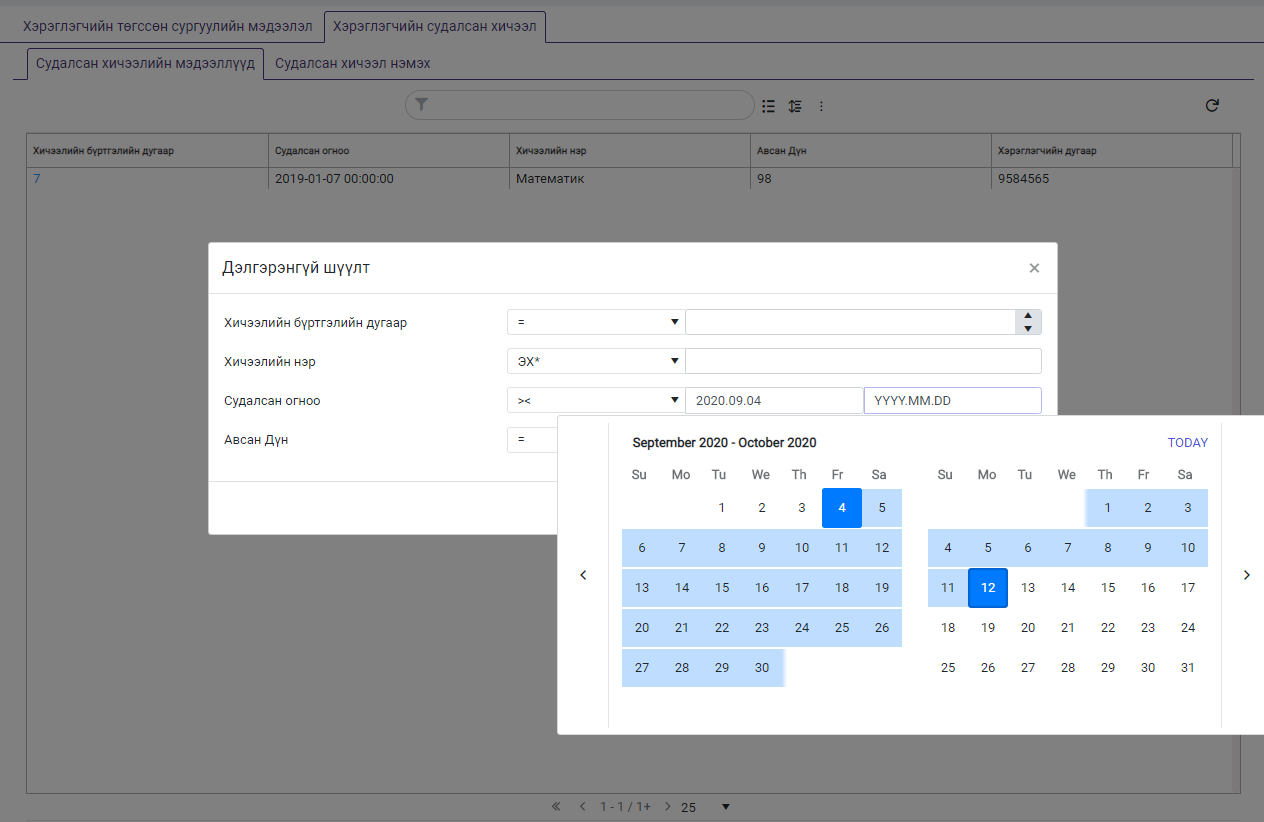 Хэрэглэгчийн төгссөн сургуулийн мэдээлэл Хэрэглэгчийн судалсан хичээл
Судалсан хичээлийн мэдээллүүд Судалсан хичээл нэмэх
Хичээлийн бүртгэлийн дугаар Судалсан огноо Хичээлийн нэр Авсан Дүн Хэрэглэгчийн дугаар
7 2019-01-07 00:00:00 Математик 98 9584565
Дэлгэрэнгүй шүүлт ×
Хичээлийн бүртгэлийн дугаар =
Хичээлийн нэр ЭХ*
Судалсан огноо >< 2020.09.04 YYYY.MM.DD
Авсан Дүн =
September 2020 - October 2020 TODAY
Su Mo Tu We Th Fr Sa Su Mo Tu We Th Fr Sa
1 2 3 4 5 1 2 3
6 7 8 9 10 11 12 4 5 6 7 8 9 10
13 14 15 16 17 18 19 11 12 13 14 15 16 17
20 21 22 23 24 25 26 18 19 20 21 22 23 24
27 28 29 30 25 26 27 28 29 30 31
1 - 1 / 1+ 25